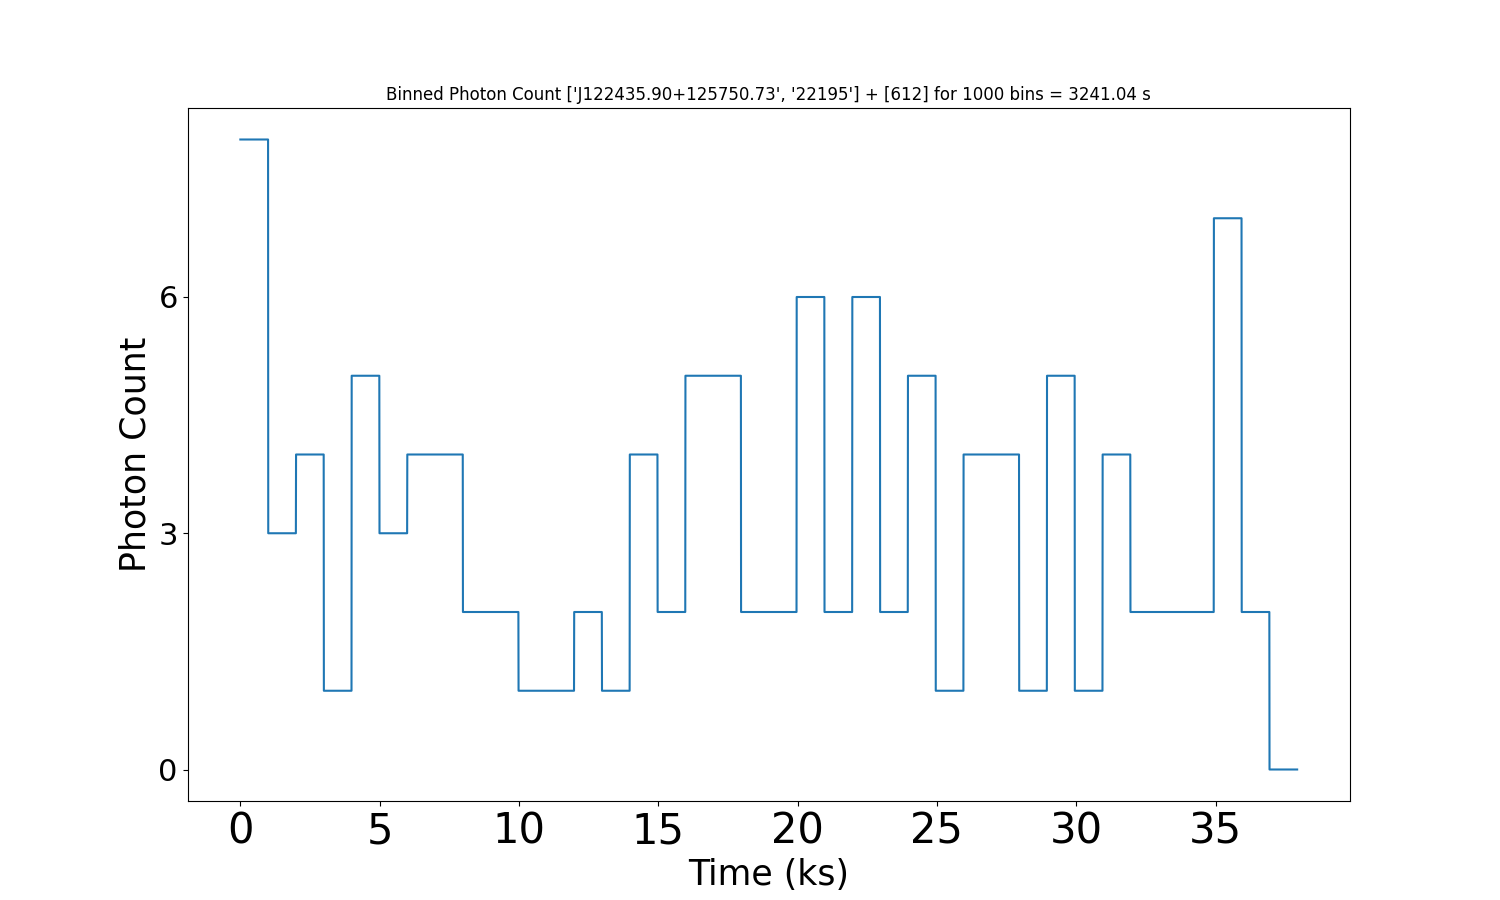 Binned Photon Count ['J122435.90+125750.73', '22195'] + [612] for 1000 bins = 3241.04 s
6
3
0
Photon Count
0 5 10 15 20 25 30 35
Time (ks)